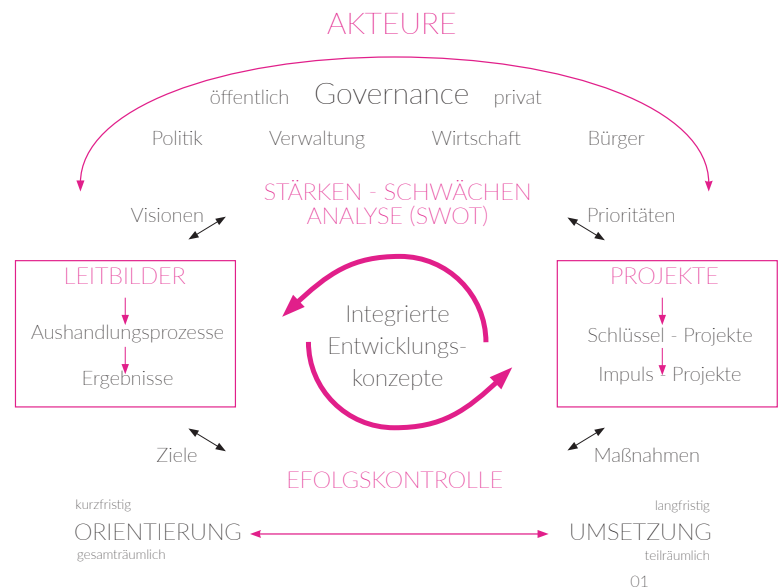 AKTEURE
öffentlich Governance privat
Politik Verwaltung Wirtschaft Bürger
STÄRKEN - SCHWÄCHEN
ANALYSE (SWOT)
Visionen
Prioritäten
LEITBILDER
Aushandlungsprozesse
Ergebnisse
Integrierte
Entwicklungs-
konzepte
PROJEKTE
Schlüssel - Projekte
Impuls - Projekte
Ziele
Maßnahmen
EFOLGSKONTROLLE
kurzfristig
ORIENTIERUNG
gesamträumlich
langfristig
UMSETZUNG
teilräumlich
01